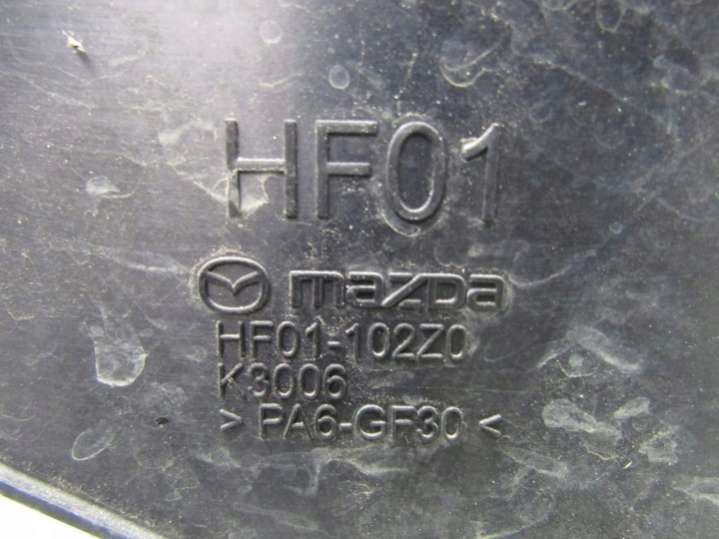 HF01
mazda
HF01-102Z0
K3006
> PA6-GF30 <